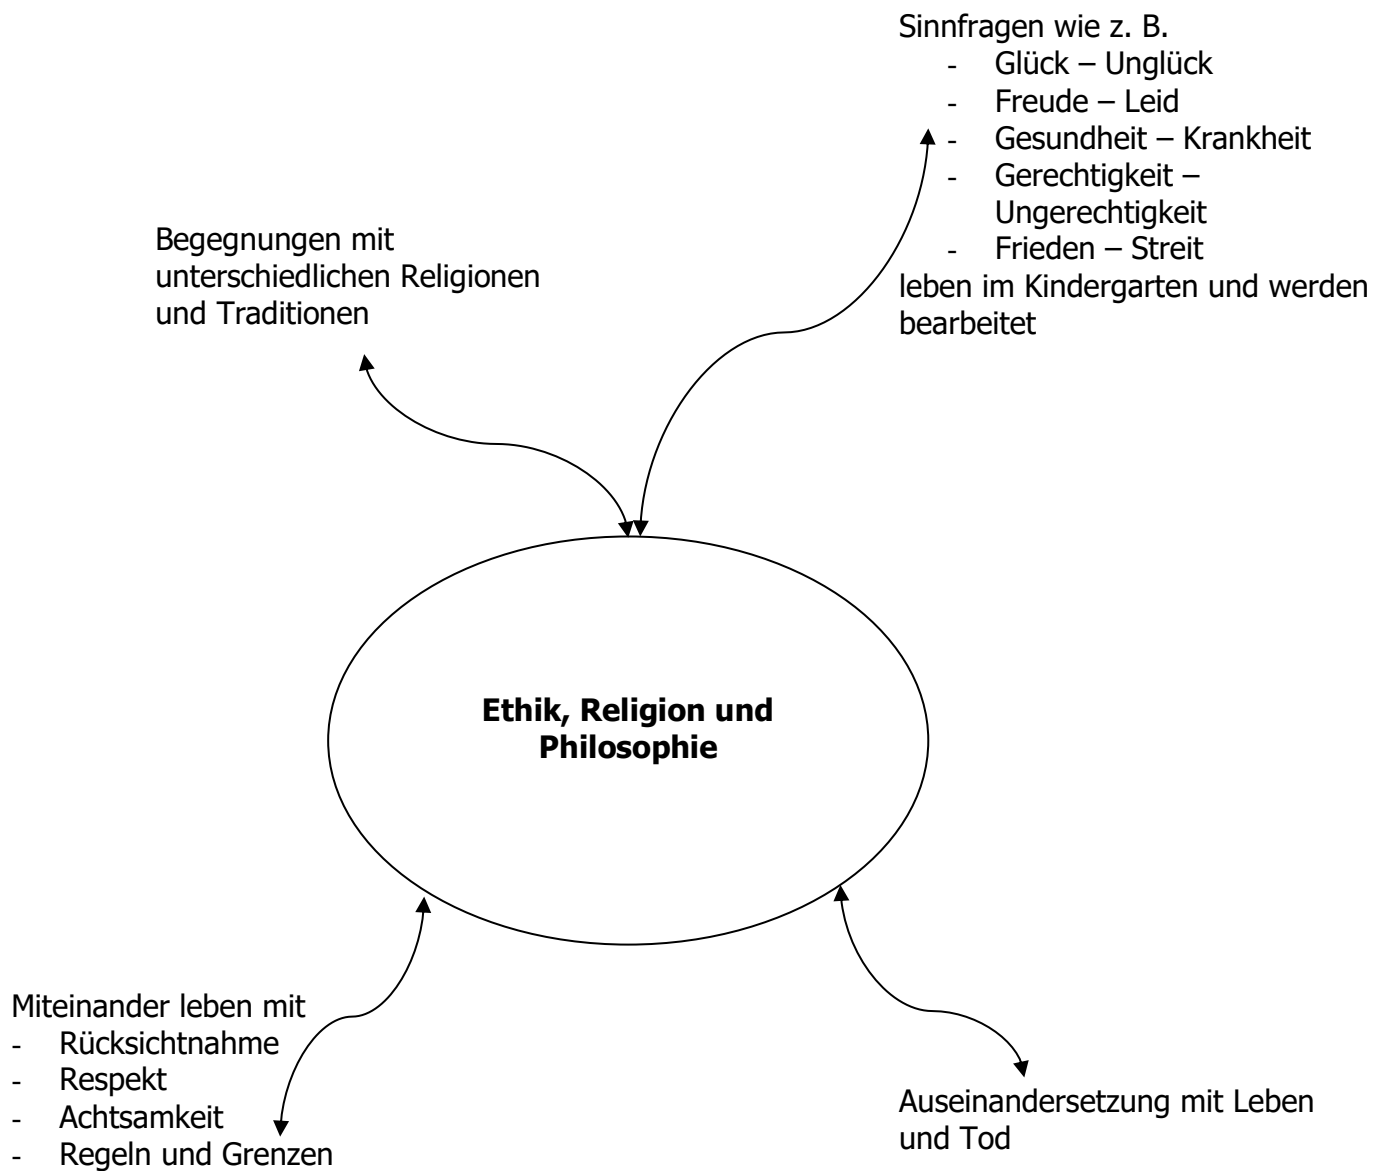 Sinnfragen wie z. B.
- Glück – Unglück
- Freude – Leid
- Gesundheit – Krankheit
- Gerechtigkeit –
Ungerechtigkeit
- Frieden – Streit
leben im Kindergarten und werden
bearbeitet
Begegnungen mit
unterschiedlichen Religionen
und Traditionen
Ethik, Religion und
Philosophie
Miteinander leben mit
- Rücksichtnahme
- Respekt
- Achtsamkeit
- Regeln und Grenzen
Auseinandersetzung mit Leben
und Tod